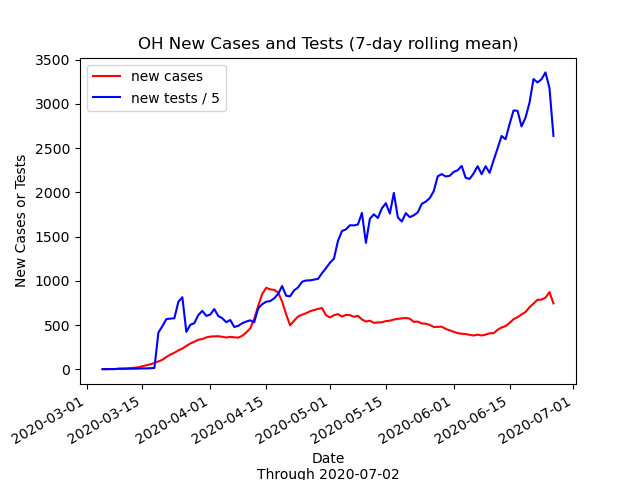 OH New Cases and Tests (7-day rolling mean)
new cases
new tests / 5
New Cases or Tests
3500
3000
2500
2000
1500
1000
500
0
2020-03-01
2020-03-15
2020-04-01
2020-04-15
2020-05-01
2020-05-15
2020-06-01
2020-06-15
2020-07-01
Date
Through 2020-07-02